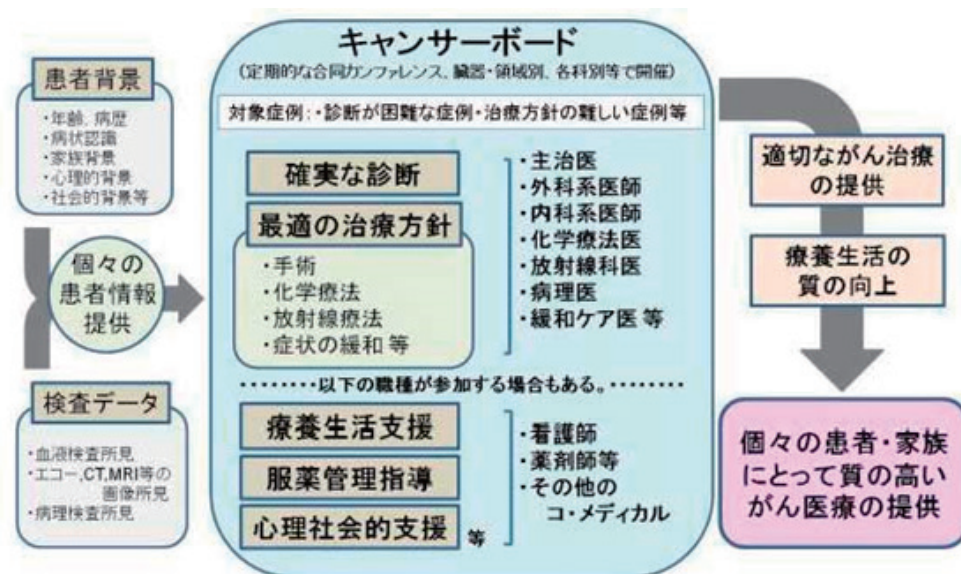 患者背景
・年齢、病歴
・病状認識
・家族背景
・心理的背景
・社会的背景等
個々の
患者情報
提供
検査データ
・血液検査所見
・エコー,CT,MRI等の
画像所見
・病理検査所見
キャンサーボード
(定期的な合同カンファレンス、臓器・領域別、各科別等で開催)
対象症例：・診断が困難な症例・治療方針の難しい症例等
確実な診断
最適の治療方針
・手術
・化学療法
・放射線療法
・症状の緩和 等
・主治医
・外科系医師
・内科系医師
・化学療法医
・放射線科医
・病理医
・緩和ケア医 等
・・・・・・・・以下の職種が参加する場合もある。・・・・・・・・
療養生活支援
服薬管理指導
心理社会的支援 等
・看護師
・薬剤師等
・その他の
コ・メディカル
適切ながん治療
の提供
療養生活の
質の向上
個々の患者・家族
にとって質の高い
がん医療の提供